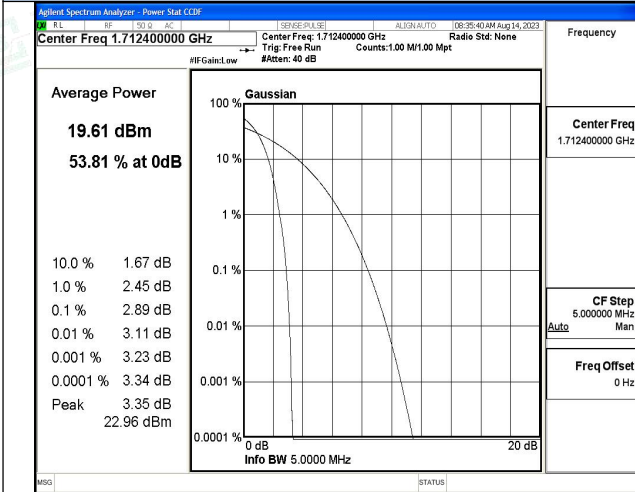 Agilent Spectrum Analyzer - Power Stat CCDF
RL RF 50 Ω AC SENSE:PULSE ALIGN AUTO 08:35:40 AM Aug 14, 2023
Center Freq 1.712400000 GHz
Center Freq: 1.712400000 GHz Radio Std: None
Trig: Free Run Counts:1.00 M/1.00 Mpt
#IFGain:Low #Atten: 40 dB
Frequency
Average Power
19.61 dBm
53.81 % at 0dB
10.0 % 1.67 dB
1.0 % 2.45 dB
0.1 % 2.89 dB
0.01 % 3.11 dB
0.001 % 3.23 dB
0.0001 % 3.34 dB
Peak 3.35 dB
22.96 dBm
Gaussian
100 %
10 %
1 %
0.1 %
0.01 %
0.001 %
0.0001 %
0 dB 20 dB
Info BW 5.0000 MHz
Center Freq
1.712400000 GHz
CF Step
5.000000 MHz
Auto Man
Freq Offset
0 Hz
MSG STATUS